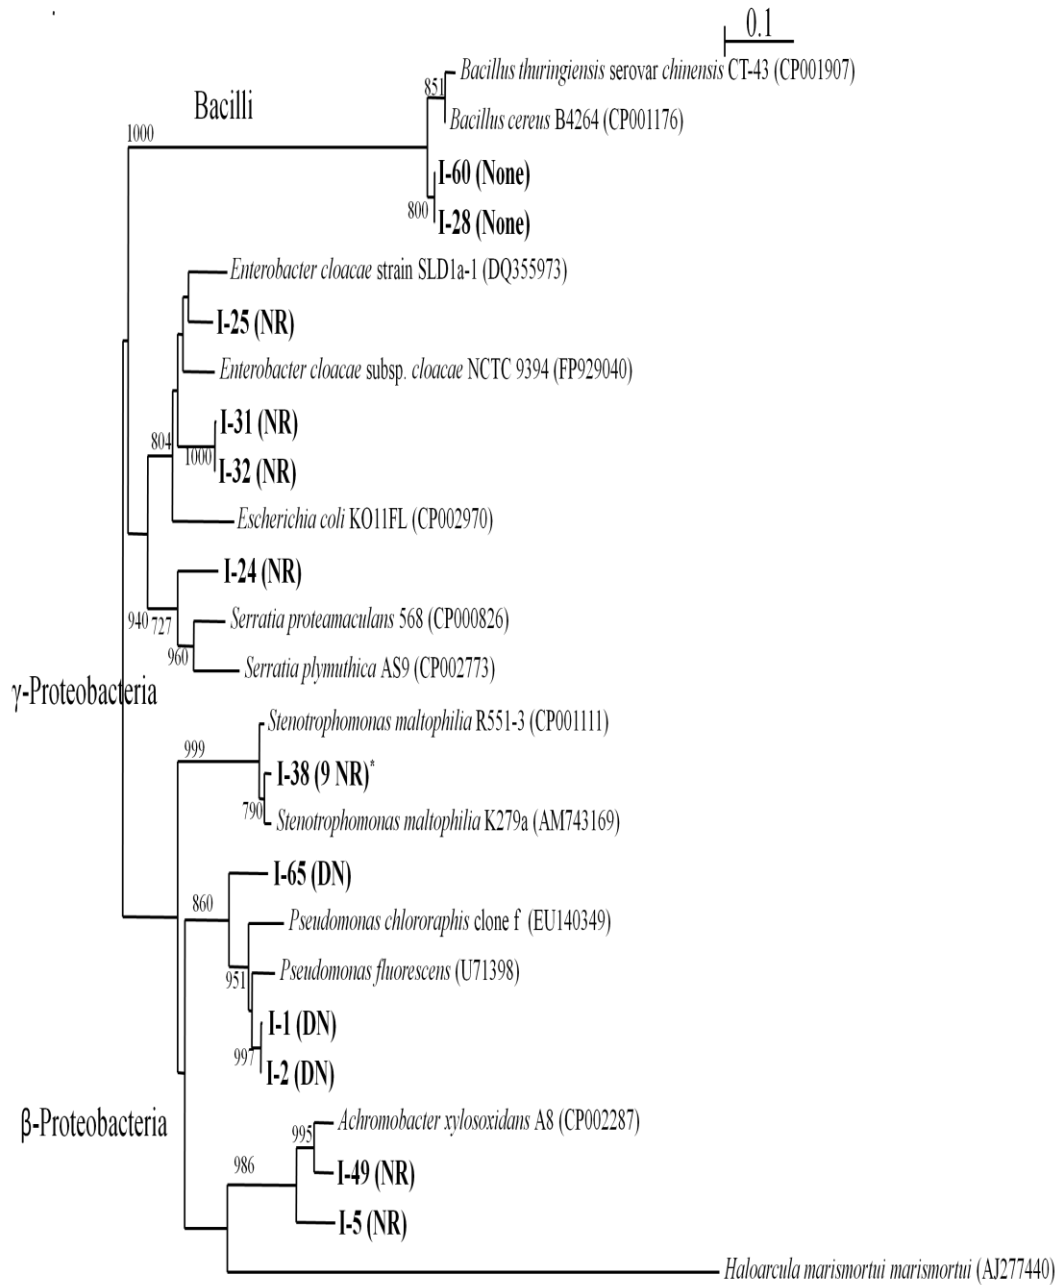 0.1
Bacillus thuringiensis serovar chinensis CT-43 (CP001907)
851
Bacilli
Bacillus cereus B4264 (CP001176)
1000
I-60 (None)
800
I-28 (None)
Enterobacter cloacae strain SLD1a-1 (DQ355973)
I-25 (NR)
Enterobacter cloacae subsp. cloacae NCTC 9394 (FP929040)
I-31 (NR)
804
1000
I-32 (NR)
Escherichia coli KO11FL (CP002970)
I-24 (NR)
940 727
Serratia proteamaculans 568 (CP000826)
960
Serratia plymuthica AS9 (CP002773)
γ-Proteobacteria
Stenotrophomonas maltophilia R551-3 (CP001111)
999
I-38 (9 NR)*
790
Stenotrophomonas maltophilia K279a (AM743169)
I-65 (DN)
860
Pseudomonas chlororaphis clone f (EU140349)
Pseudomonas fluorescens (U71398)
951
I-1 (DN)
997
I-2 (DN)
β-Proteobacteria
Achromobacter xylosoxidans A8 (CP002287)
995
986
I-49 (NR)
I-5 (NR)
Haloarcula marismortui marismortui (AJ277440)